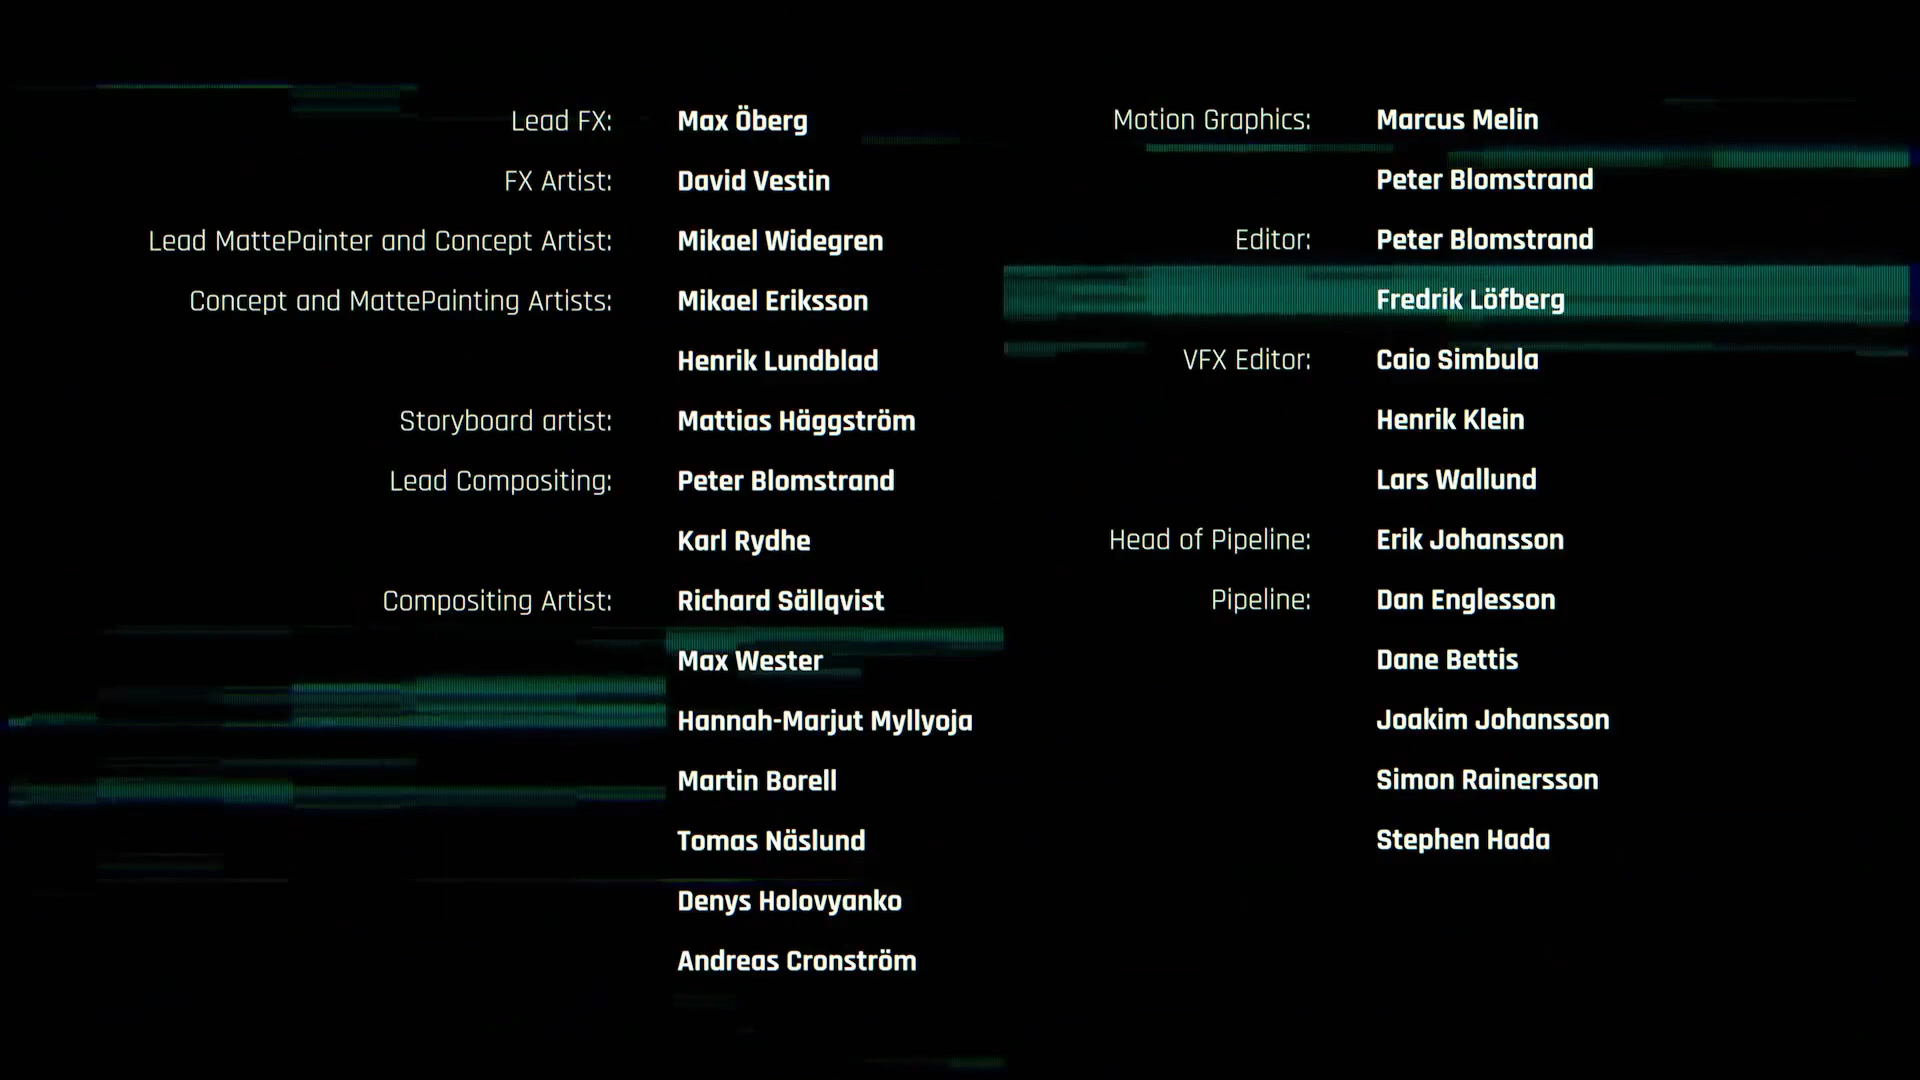 Lead FX: Max Öberg
FX Artist: David Vestin
Lead MattePainter and Concept Artist: Mikael Widegren
Concept and MattePainting Artists: Mikael Eriksson
Henrik Lundblad
Storyboard artist: Mattias Häggström
Lead Compositing: Peter Blomstrand
Karl Rydhe
Compositing Artist: Richard Sällqvist
Max Wester
Hannah-Marjut Myllyoja
Martin Borell
Tomas Näslund
Denys Holovyanko
Andreas Cronström
Motion Graphics: Marcus Melin
Peter Blomstrand
Editor: Peter Blomstrand
Fredrik Löfberg
VFX Editor: Caio Simbula
Henrik Klein
Lars Wallund
Head of Pipeline: Erik Johansson
Pipeline: Dan Englesson
Dane Bettis
Joakim Johansson
Simon Rainersson
Stephen Hada